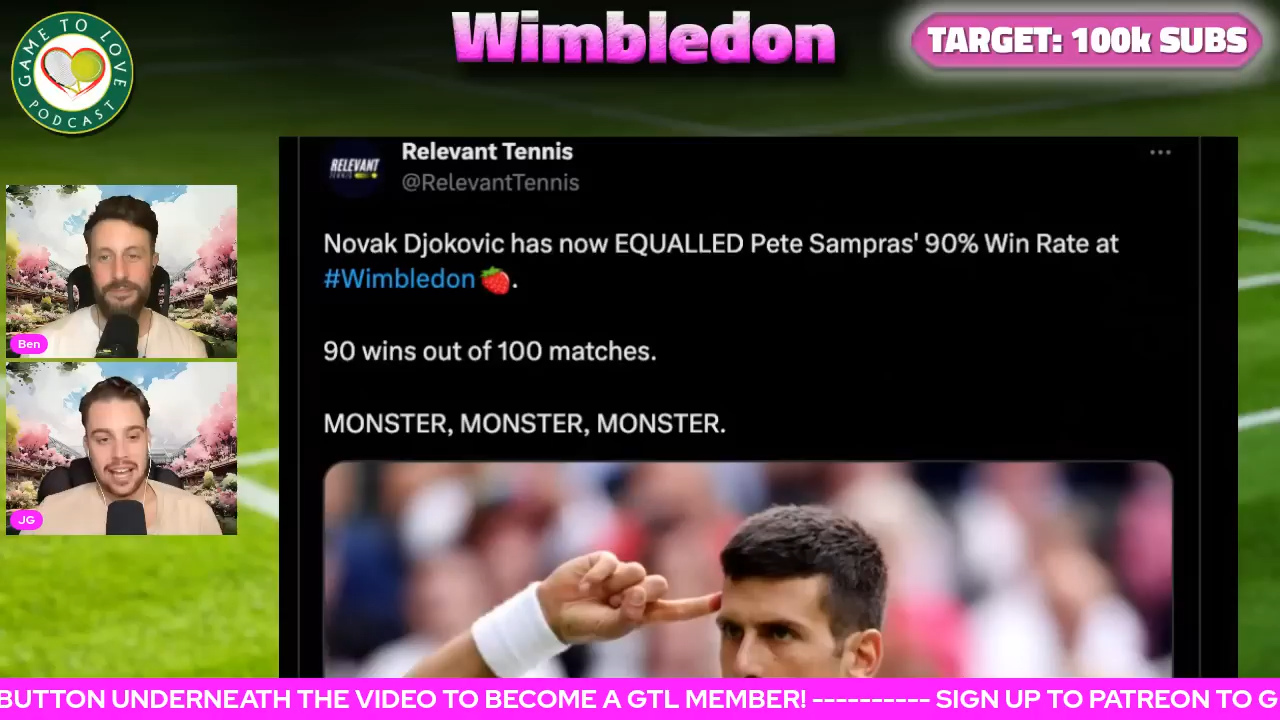 GAME TO LOVE
PODCAST
Wimbledon
TARGET: 100k SUBS
RELEVANT
TENNIS
Relevant Tennis
@RelevantTennis
Novak Djokovic has now EQUALLED Pete Sampras' 90% Win Rate at
#Wimbledon🍓.
90 wins out of 100 matches.
MONSTER, MONSTER, MONSTER.
Ben
JG
BUTTON UNDERNEATH THE VIDEO TO BECOME A GTL MEMBER! ---------- SIGN UP TO PATREON TO G